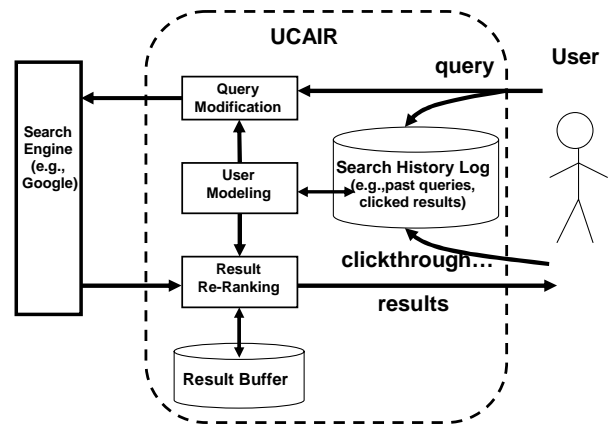 UCAIR
User
query
Query
Modification
Search
Engine
(e.g.,
Google)
Search History Log
(e.g.,past queries,
clicked results)
User
Modeling
clickthrough…
Result
Re-Ranking
results
Result Buffer